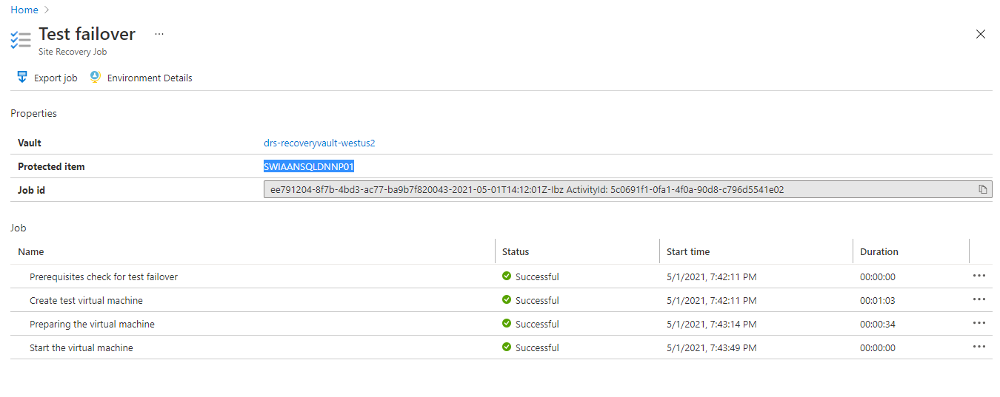 Home >
Test failover ...
Site Recovery Job
Export job Environment Details
Properties
Vault drs-recoveryvault-westus2
Protected item SWIAANSQLDNNP01
Job id ee791204-8f7b-4bd3-ac77-ba9b7f820043-2021-05-01T14:12:01Z-Ibz ActivityId: 5c0691f1-0fa1-4f0a-90d8-c796d5541e02
Job
Name Status Start time Duration
Prerequisites check for test failover Successful 5/1/2021, 7:42:11 PM 00:00:00
Create test virtual machine Successful 5/1/2021, 7:42:11 PM 00:01:03
Preparing the virtual machine Successful 5/1/2021, 7:43:14 PM 00:00:34
Start the virtual machine Successful 5/1/2021, 7:43:49 PM 00:00:00